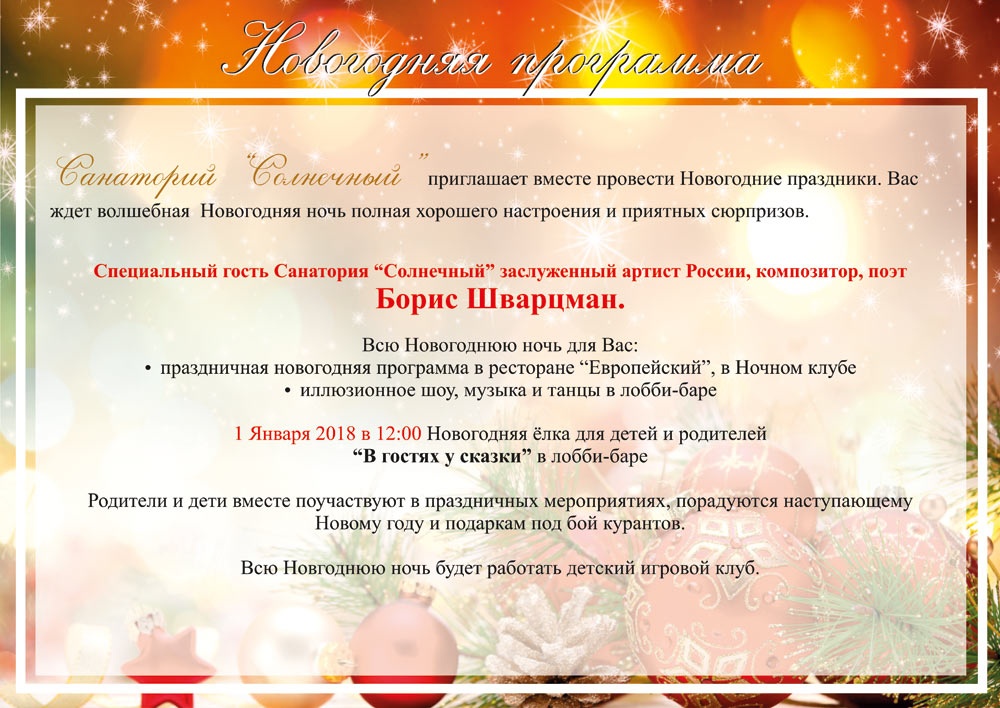 Новогодняя программа
Санаторий "Солнечный" приглашает вместе провести Новогодние праздники. Вас
ждет волшебная Новогодняя ночь полная хорошего настроения и приятных сюрпризов.
Специальный гость Санатория “Солнечный” заслуженный артист России, композитор, поэт
Борис Шварцман.
Всю Новогоднюю ночь для Вас:
• праздничная новогодняя программа в ресторане “Европейский”, в Ночном клубе
• иллюзионное шоу, музыка и танцы в лобби-баре
1 Января 2018 в 12:00 Новогодняя ёлка для детей и родителей
“В гостях у сказки” в лобби-баре
Родители и дети вместе поучаствуют в праздничных мероприятиях, порадуются наступающему
Новому году и подаркам под бой курантов.
Всю Новгоднюю ночь будет работать детский игровой клуб.